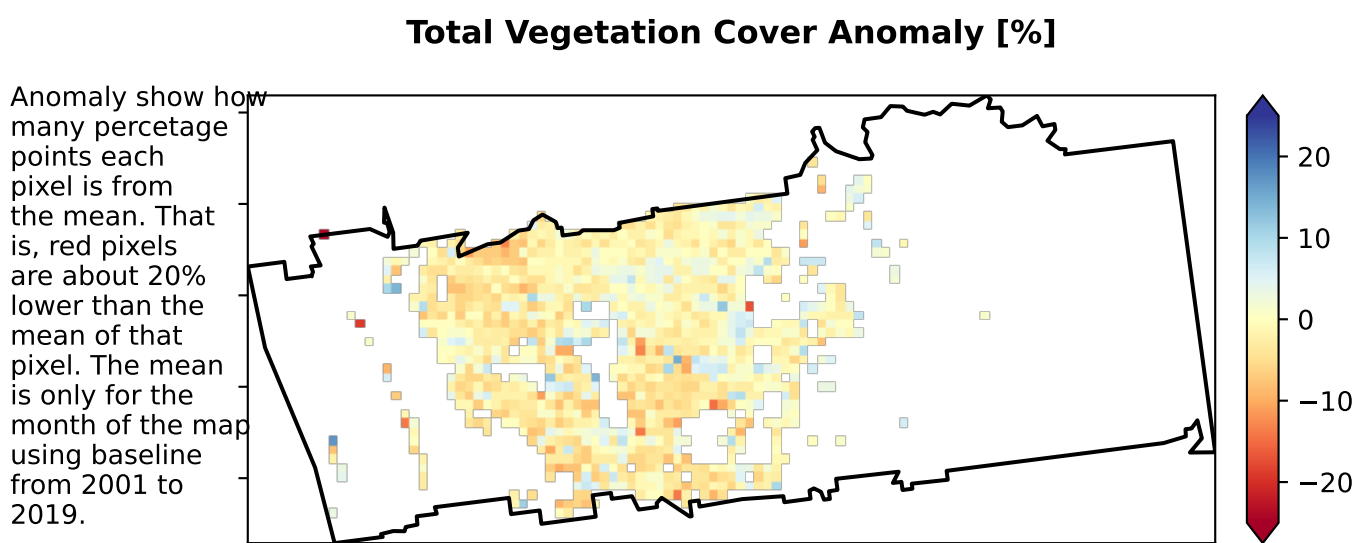 Total Vegetation Cover Anomaly [%]
Anomaly show how
many percetage
points each
pixel is from
the mean. That
is, red pixels
are about 20%
lower than the
mean of that
pixel. The mean
is only for the
month of the map
using baseline
from 2001 to
2019.
20
10
0
−10
−20